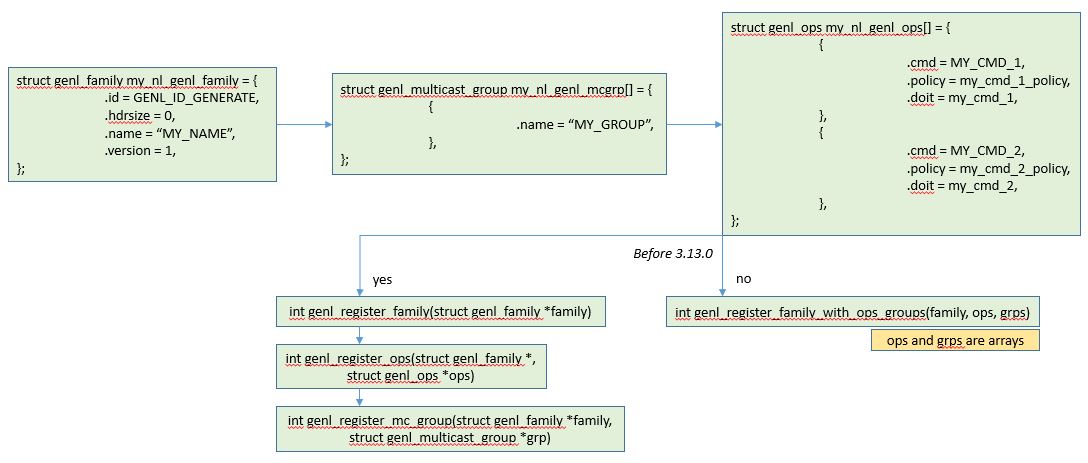 struct genl_family my_nl_genl_family = {
.id = GENL_ID_GENERATE,
.hdrsize = 0,
.name = “MY_NAME”,
.version = 1,
};
struct genl_multicast_group my_nl_genl_mcgrp[] = {
{
.name = “MY_GROUP”,
},
};
struct genl_ops my_nl_genl_ops[] = {
{
.cmd = MY_CMD_1,
.policy = my_cmd_1_policy,
.doit = my_cmd_1,
},
{
.cmd = MY_CMD_2,
.policy = my_cmd_2_policy,
.doit = my_cmd_2,
},
};
Before 3.13.0
yes
no
int genl_register_family(struct genl_family *family)
int genl_register_family_with_ops_groups(family, ops, grps)
ops and grps are arrays
int genl_register_ops(struct genl_family *,
struct genl_ops *ops)
int genl_register_mc_group(struct genl_family *family,
struct genl_multicast_group *grp)